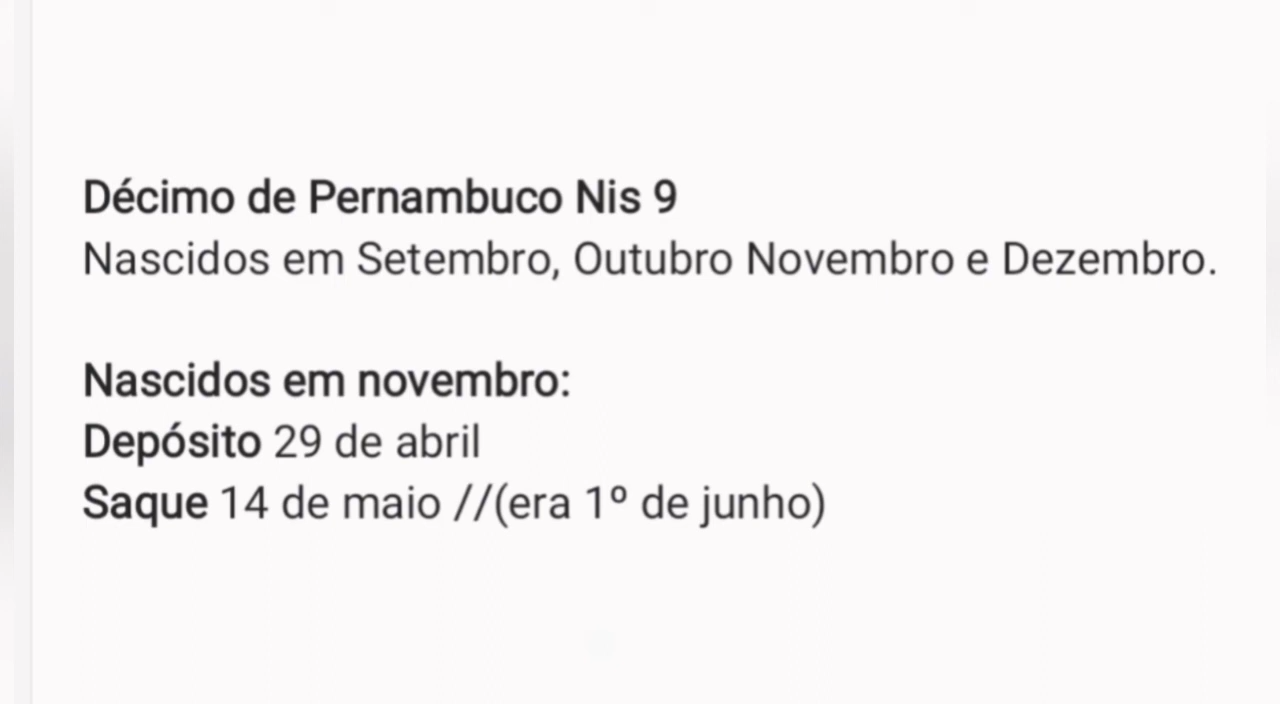 Décimo de Pernambuco Nis 9
Nascidos em Setembro, Outubro Novembro e Dezembro.
Nascidos em novembro:
Depósito 29 de abril
Saque 14 de maio //(era 1º de junho)